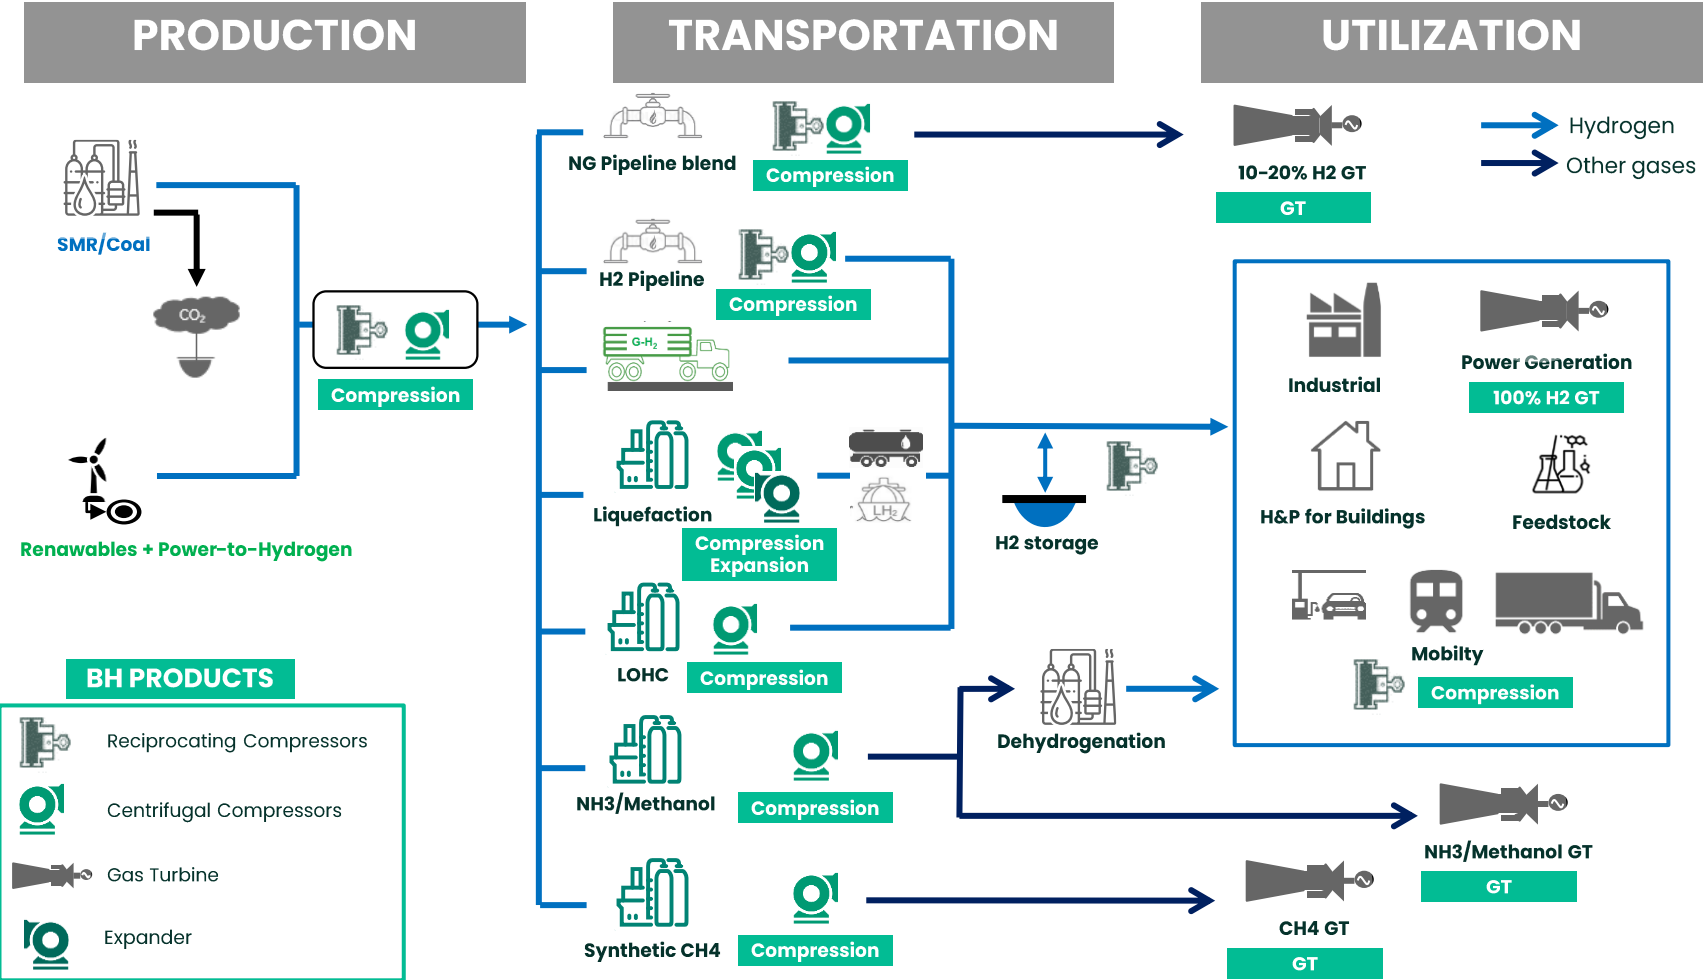 PRODUCTION
TRANSPORTATION
UTILIZATION
SMR/Coal
CO2
Compression
Renawables + Power-to-Hydrogen
BH PRODUCTS
Reciprocating Compressors
Centrifugal Compressors
Gas Turbine
Expander
NG Pipeline blend
Compression
H2 Pipeline
Compression
G-H2
Liquefaction
Compression
Expansion
LH2
LOHC
Compression
NH3/Methanol
Compression
Synthetic CH4
Compression
H2 storage
Dehydrogenation
10-20% H2 GT
GT
Hydrogen
Other gases
Industrial
Power Generation
100% H2 GT
H&P for Buildings
Feedstock
Mobilty
Compression
NH3/Methanol GT
GT
CH4 GT
GT